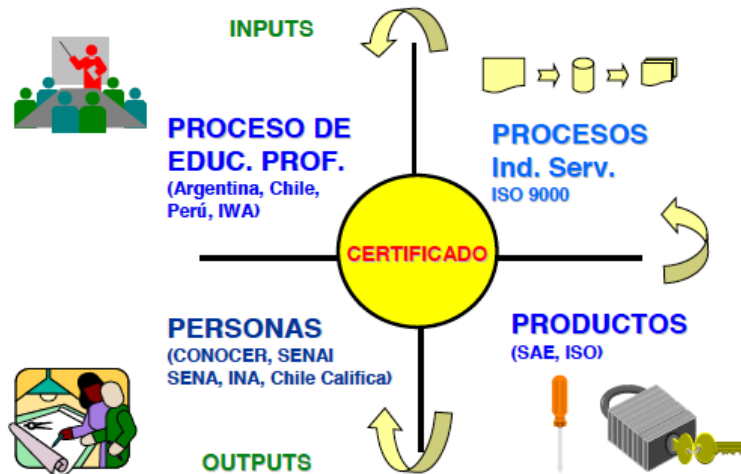 INPUTS
PROCESO DE
EDUC. PROF.
(Argentina, Chile,
Perú, IWA)
PROCESOS
Ind. Serv.
ISO 9000
CERTIFICADO
PERSONAS
(CONOCER, SENAI
SENA, INA, Chile Califica)
PRODUCTOS
(SAE, ISO)
OUTPUTS